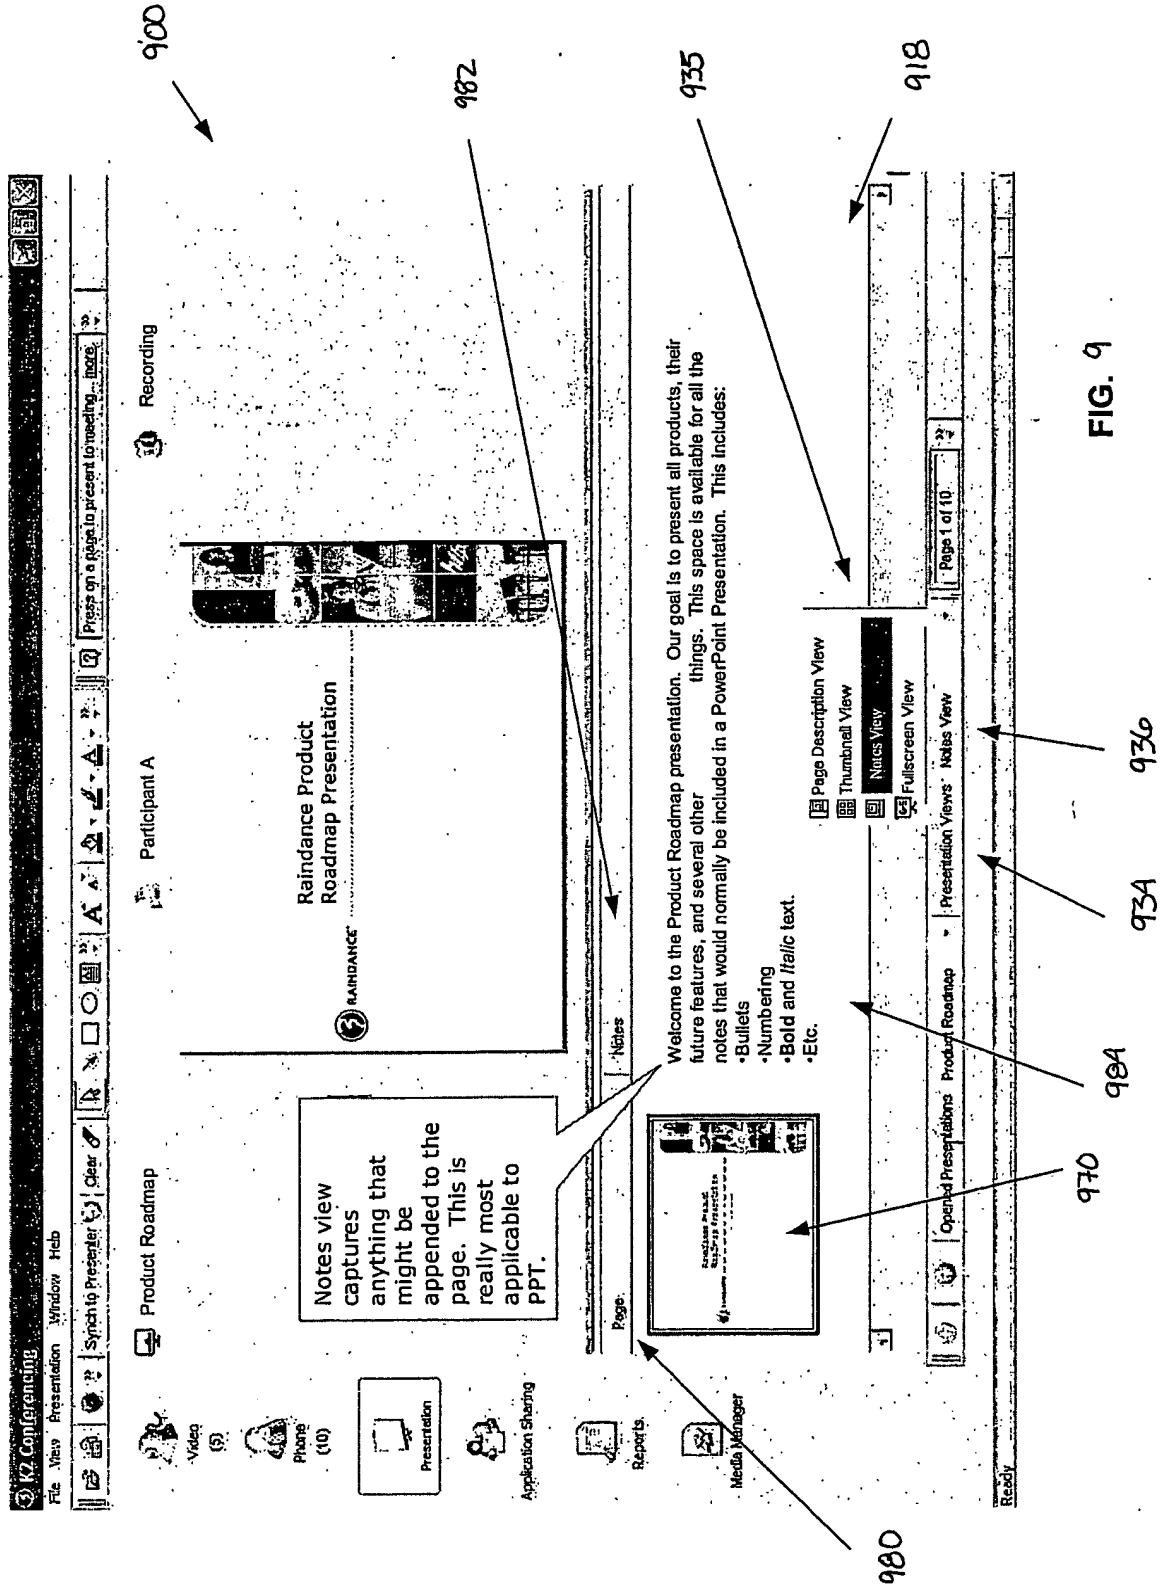 K2 Conferencing
File View Presentation Window Help
Synch to Presenter Clear Press on a page to present to meeting... more
Product Roadmap Participant A Recording
Video
(5)
Phone
(10)
Presentation
Application Sharing
Reports
Media Manager
Raindance Product
Roadmap Presentation
RAINDANCE
Notes view
captures
anything that
might be
appended to the
page. This is
really most
applicable to
PPT.
Page: Notes
Welcome to the Product Roadmap presentation. Our goal is to present all products, their
future features, and several other things. This space is available for all the
notes that would normally be included in a PowerPoint Presentation. This includes:
•Bullets
•Numbering
•Bold and Italic text.
•Etc.
Raindance Product
Roadmap Presentation
Page Description View
Thumbnail View
Notes View
Fullscreen View
Opened Presentations Product Roadmap Presentation Views Notes View Page 1 of 10
Ready
900
982
935
918
980
970
984
934
936
FIG. 9